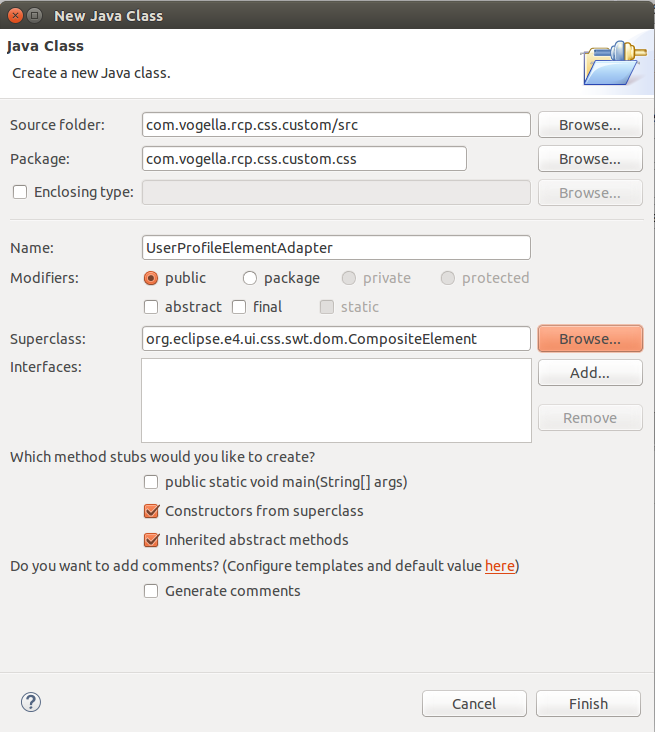 New Java Class
Java Class
Create a new Java class.
Source folder: com.vogella.rcp.css.custom/src Browse...
Package: com.vogella.rcp.css.custom.css Browse...
Enclosing type: Browse...
Name: UserProfileElementAdapter
Modifiers: public package private protected
abstract final static
Superclass: org.eclipse.e4.ui.css.swt.dom.CompositeElement Browse...
Interfaces: Add...
Remove
Which method stubs would you like to create?
public static void main(String[] args)
Constructors from superclass
Inherited abstract methods
Do you want to add comments? (Configure templates and default value here)
Generate comments
? Cancel Finish